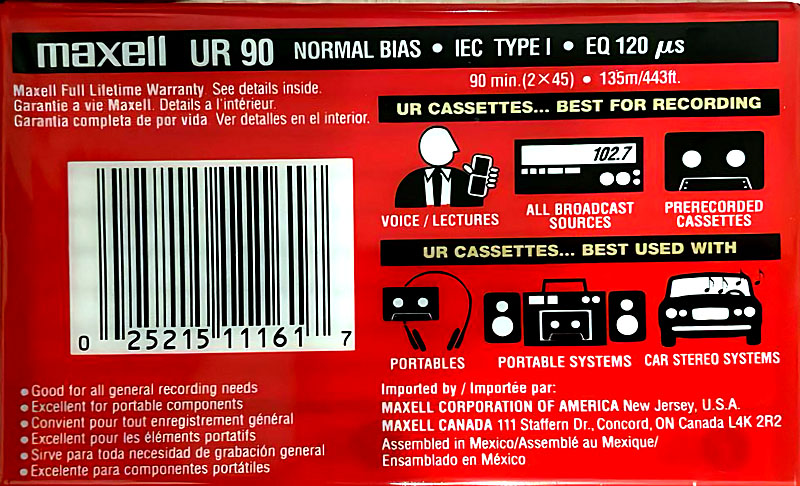 maxell UR 90 NORMAL BIAS • IEC TYPE I • EQ 120 µs
90 min.(2×45) • 135m/443ft.
Maxell Full Lifetime Warranty See details inside.
Garantie a vie Maxell. Details a l'intérieur.
Garantia completa de por vida Ver detalles en el interior.
UR CASSETTES... BEST FOR RECORDING
102.7
VOICE / LECTURES
ALL BROADCAST
SOURCES
PRERECORDED
CASSETTES
UR CASSETTES... BEST USED WITH
PORTABLES
PORTABLE SYSTEMS
CAR STEREO SYSTEMS
0 25215 11161 7
• Good for all general recording needs
• Excellent for portable components
• Convient pour tout enregistrement général
• Excellent pour les éléments portatifs
• Sirve para toda necesidad de grabación general
• Excelente para componentes portátiles
Imported by / Importée par:
MAXELL CORPORATION OF AMERICA New Jersey, U.S.A.
MAXELL CANADA 111 Staffern Dr., Concord, ON Canada L4K 2R2
Assembled in Mexico/Assemblé au Mexique/
Ensamblado en México